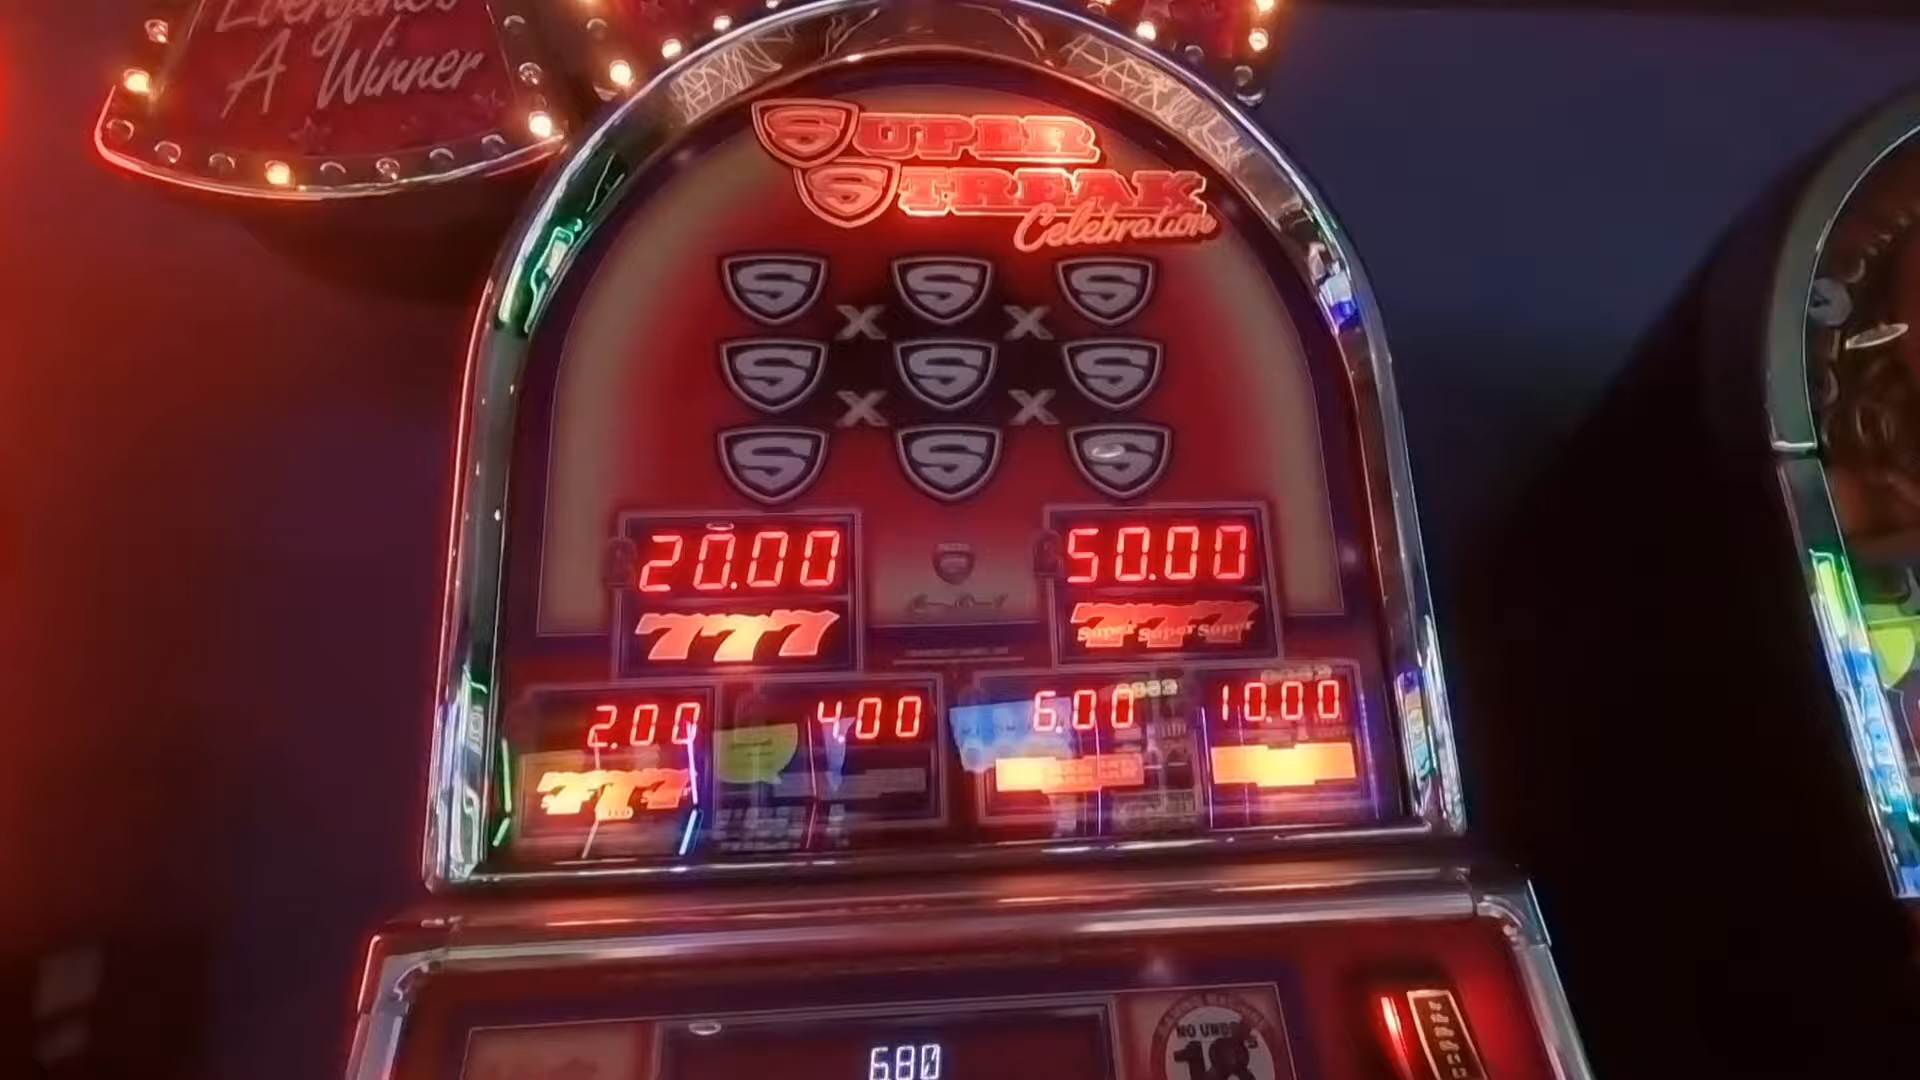 Everyone's
A Winner
SUPER
STREAK
Celebration
S S S
X X
S S S
X X
S S S
20.00
50.00
777
777
Super Super Super
2.00
4.00
6.00
10.00
777
680
NO UNDER
18's